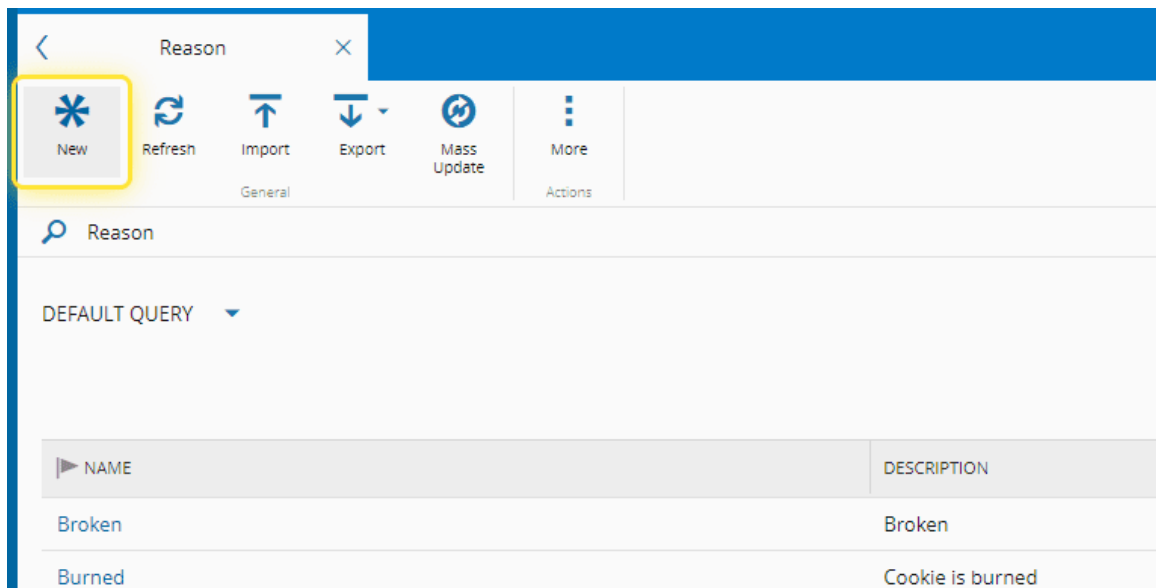 Reason
New
Refresh
Import
Export
Mass
Update
More
General
Actions
Reason
DEFAULT QUERY
NAME
DESCRIPTION
Broken
Broken
Burned
Cookie is burned